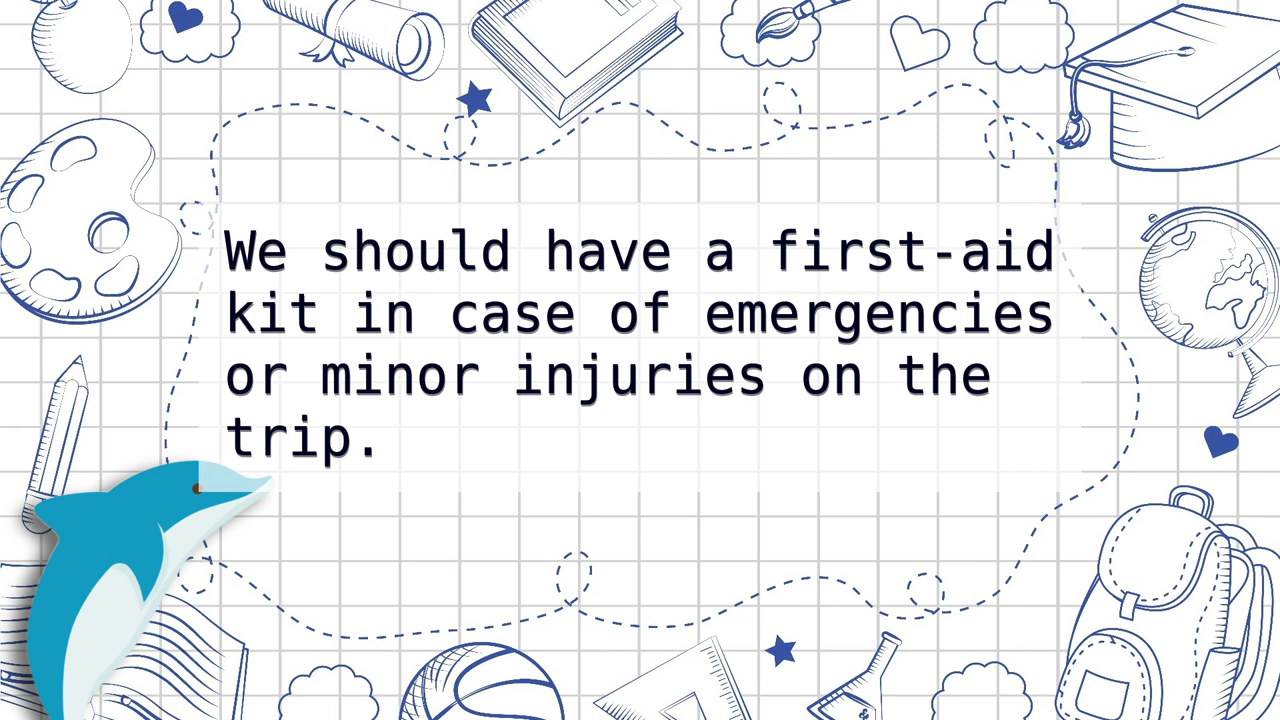 We should have a first-aid
kit in case of emergencies
or minor injuries on the
trip.